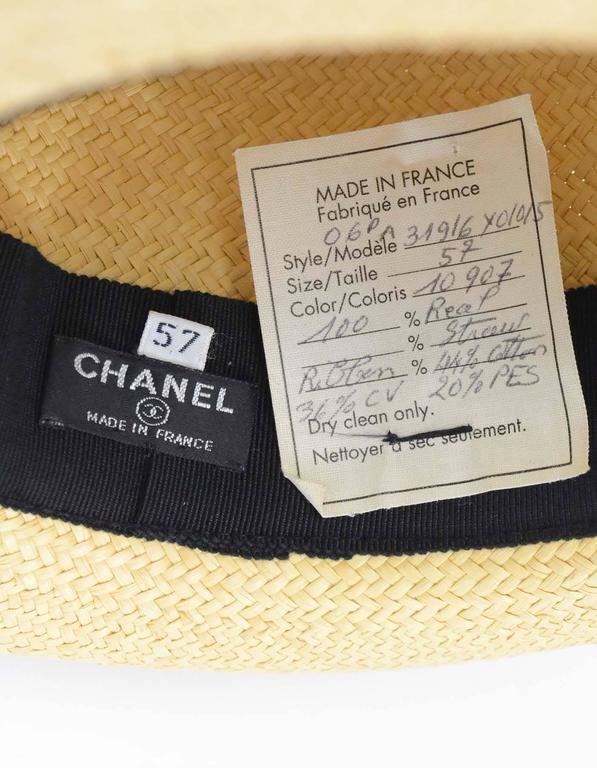 57
CHANEL
MADE IN FRANCE
MADE IN FRANCE
Fabriqué en France
06P A
Style/Modèle 31916 X01015
Size/Taille 57
Color/Coloris 10907
100 % Real
% Straw
% 44% Cotton
36% CV 20% PES
Dry clean only.
Nettoyer à sec seulement.